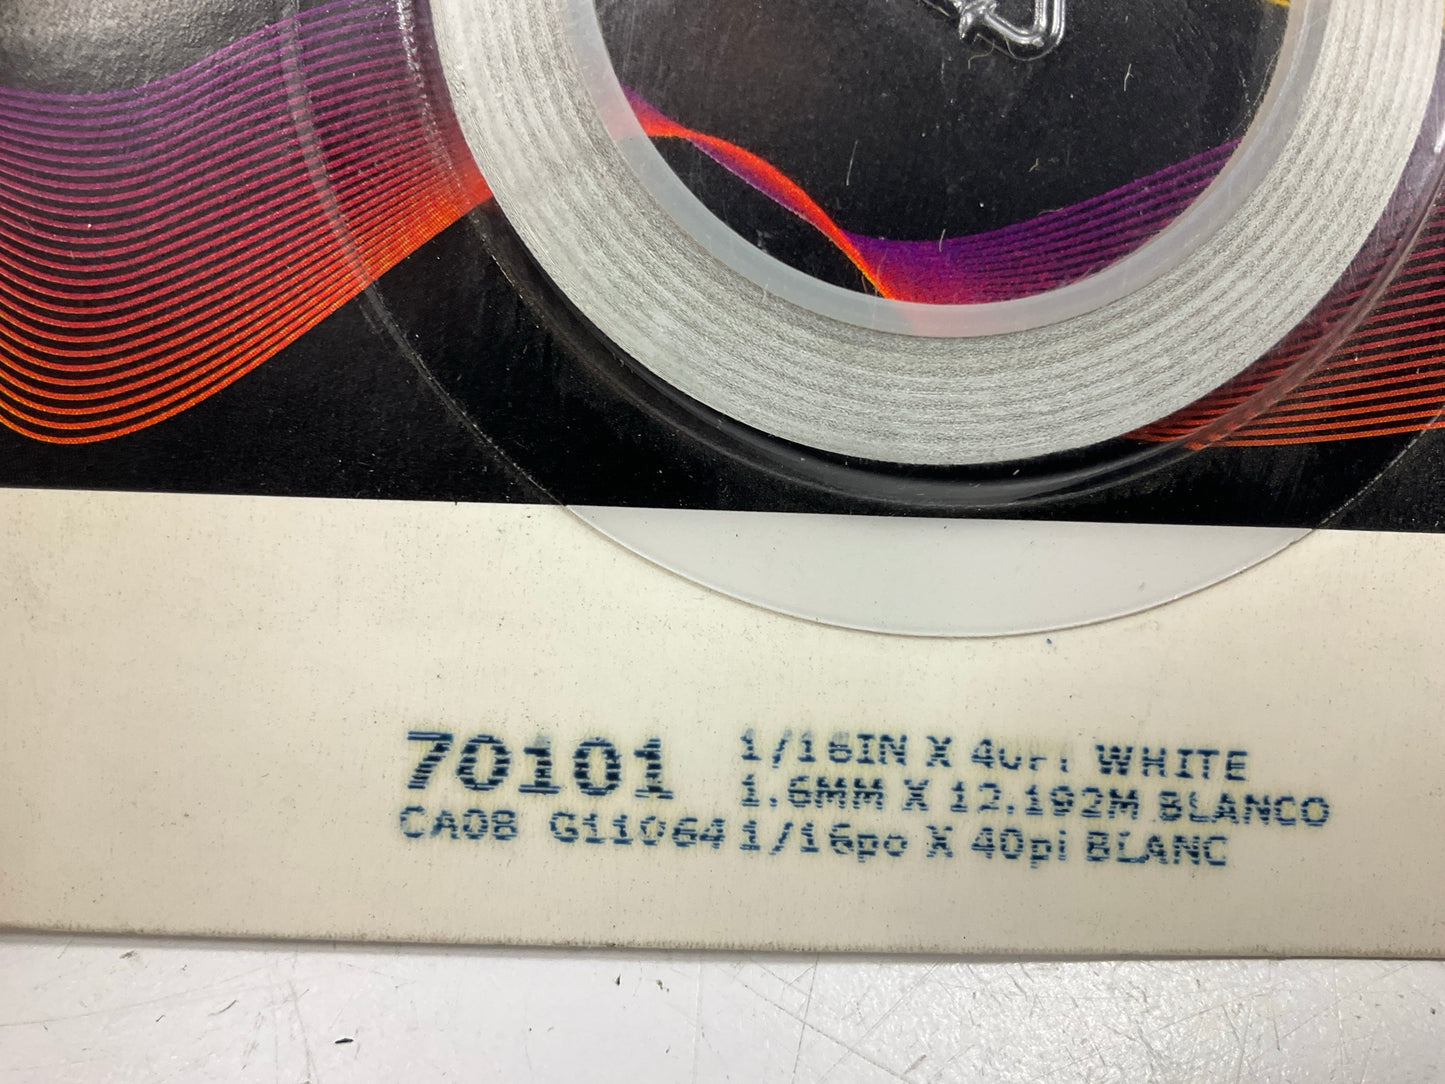 70101 1/16IN X 40FT WHITE
1.6MM X 12.192M BLANCO
CA08 G11064 1/16po X 40pi BLANC